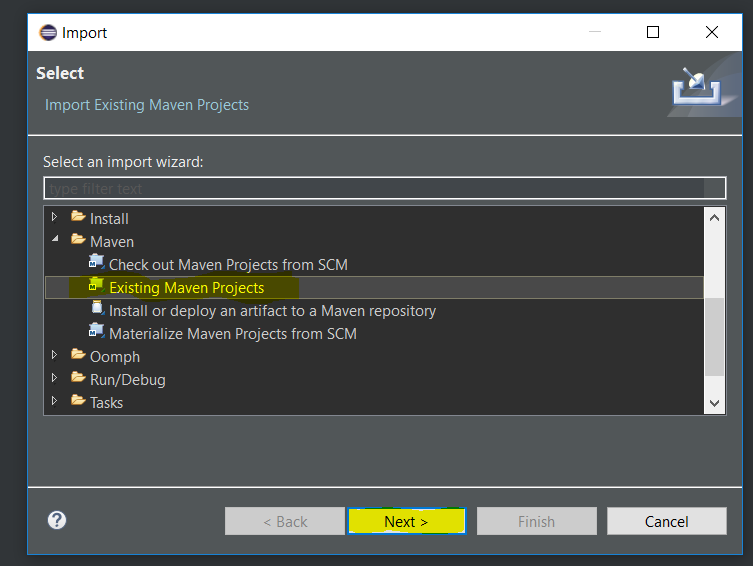 Import
Select
Import Existing Maven Projects
Select an import wizard:
type filter text
Install
Maven
Check out Maven Projects from SCM
Existing Maven Projects
Install or deploy an artifact to a Maven repository
Materialize Maven Projects from SCM
Oomph
Run/Debug
Tasks
? < Back Next > Finish Cancel